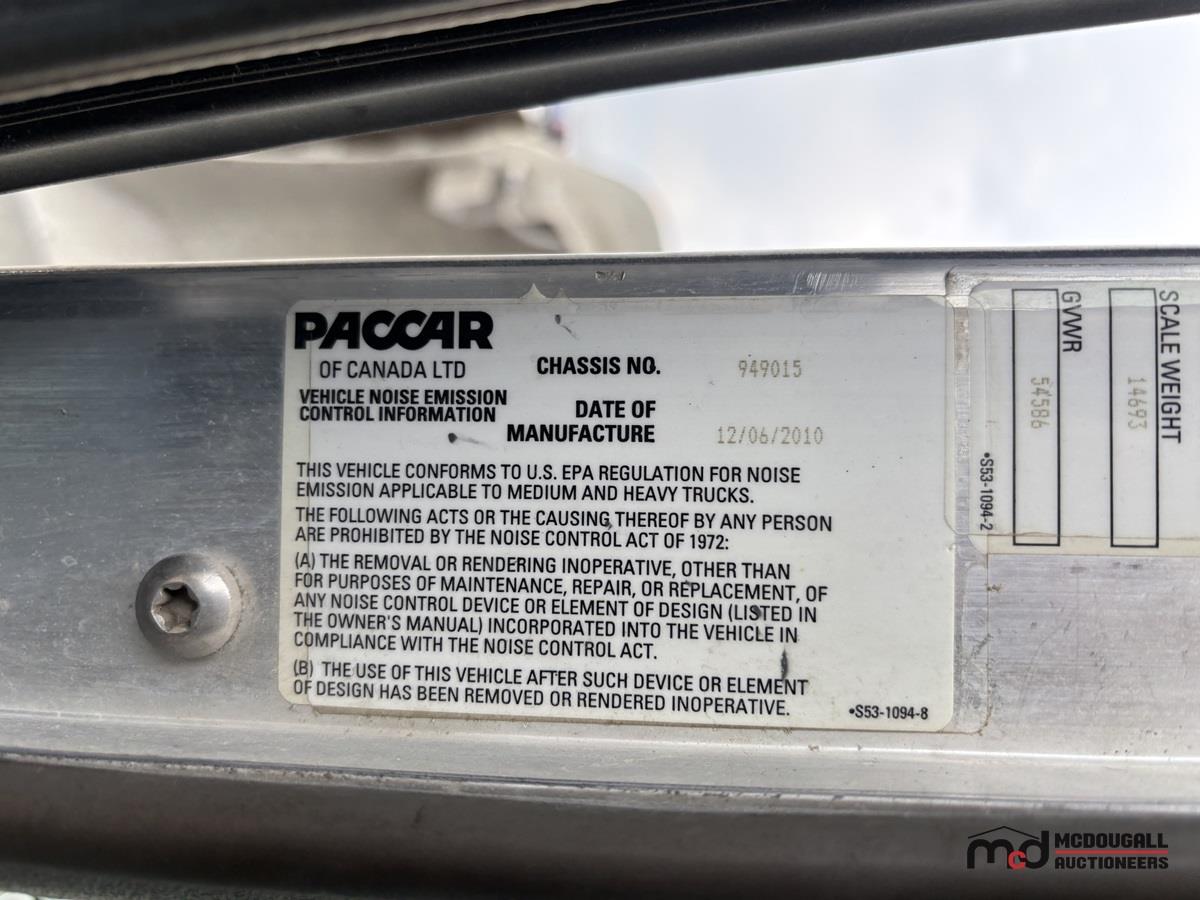 PACCAR
OF CANADA LTD
VEHICLE NOISE EMISSION
CONTROL INFORMATION
CHASSIS NO. 949015
DATE OF
MANUFACTURE 12/06/2010
THIS VEHICLE CONFORMS TO U.S. EPA REGULATION FOR NOISE
EMISSION APPLICABLE TO MEDIUM AND HEAVY TRUCKS.
THE FOLLOWING ACTS OR THE CAUSING THEREOF BY ANY PERSON
ARE PROHIBITED BY THE NOISE CONTROL ACT OF 1972:
(A) THE REMOVAL OR RENDERING INOPERATIVE, OTHER THAN
FOR PURPOSES OF MAINTENANCE, REPAIR, OR REPLACEMENT, OF
ANY NOISE CONTROL DEVICE OR ELEMENT OF DESIGN (LISTED IN
THE OWNER'S MANUAL) INCORPORATED INTO THE VEHICLE IN
COMPLIANCE WITH THE NOISE CONTROL ACT.
(B) THE USE OF THIS VEHICLE AFTER SUCH DEVICE OR ELEMENT
OF DESIGN HAS BEEN REMOVED OR RENDERED INOPERATIVE.
•S53-1094-8
SCALE WEIGHT
14693
GVWR
54586
•S53-1094-2
mcd
MCDOUGALL
AUCTIONEERS